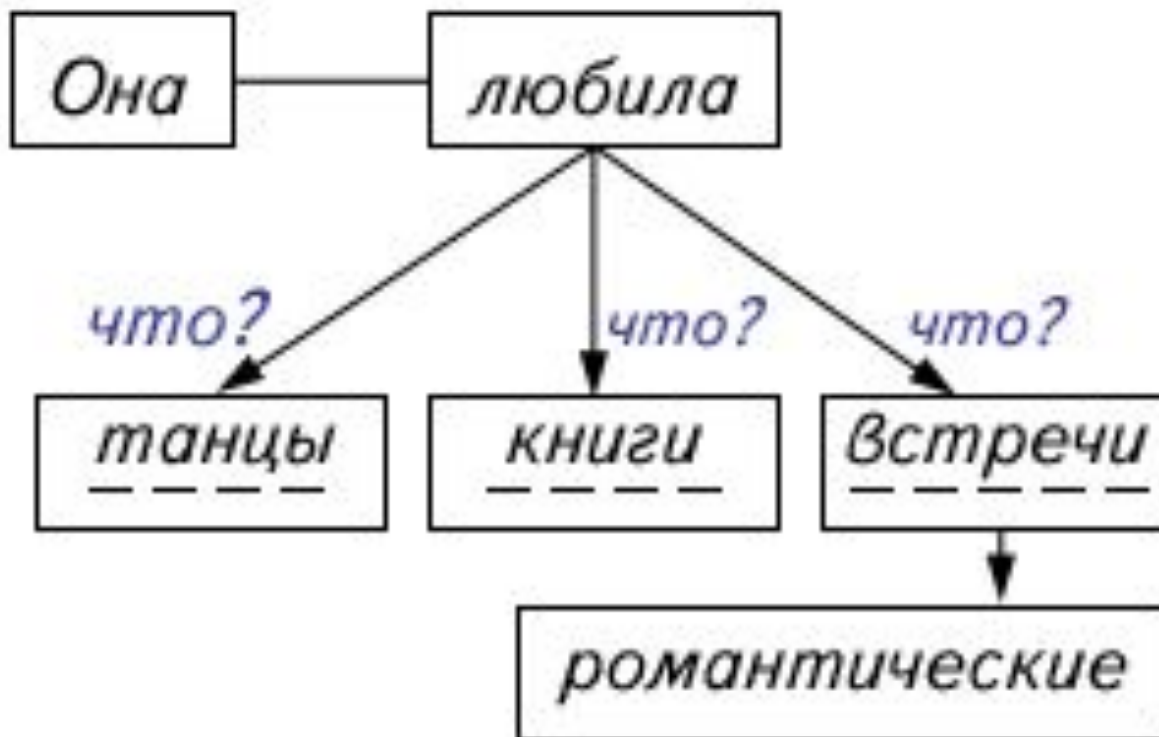 Она любила
что? что? что?
танцы книги встречи
романтические